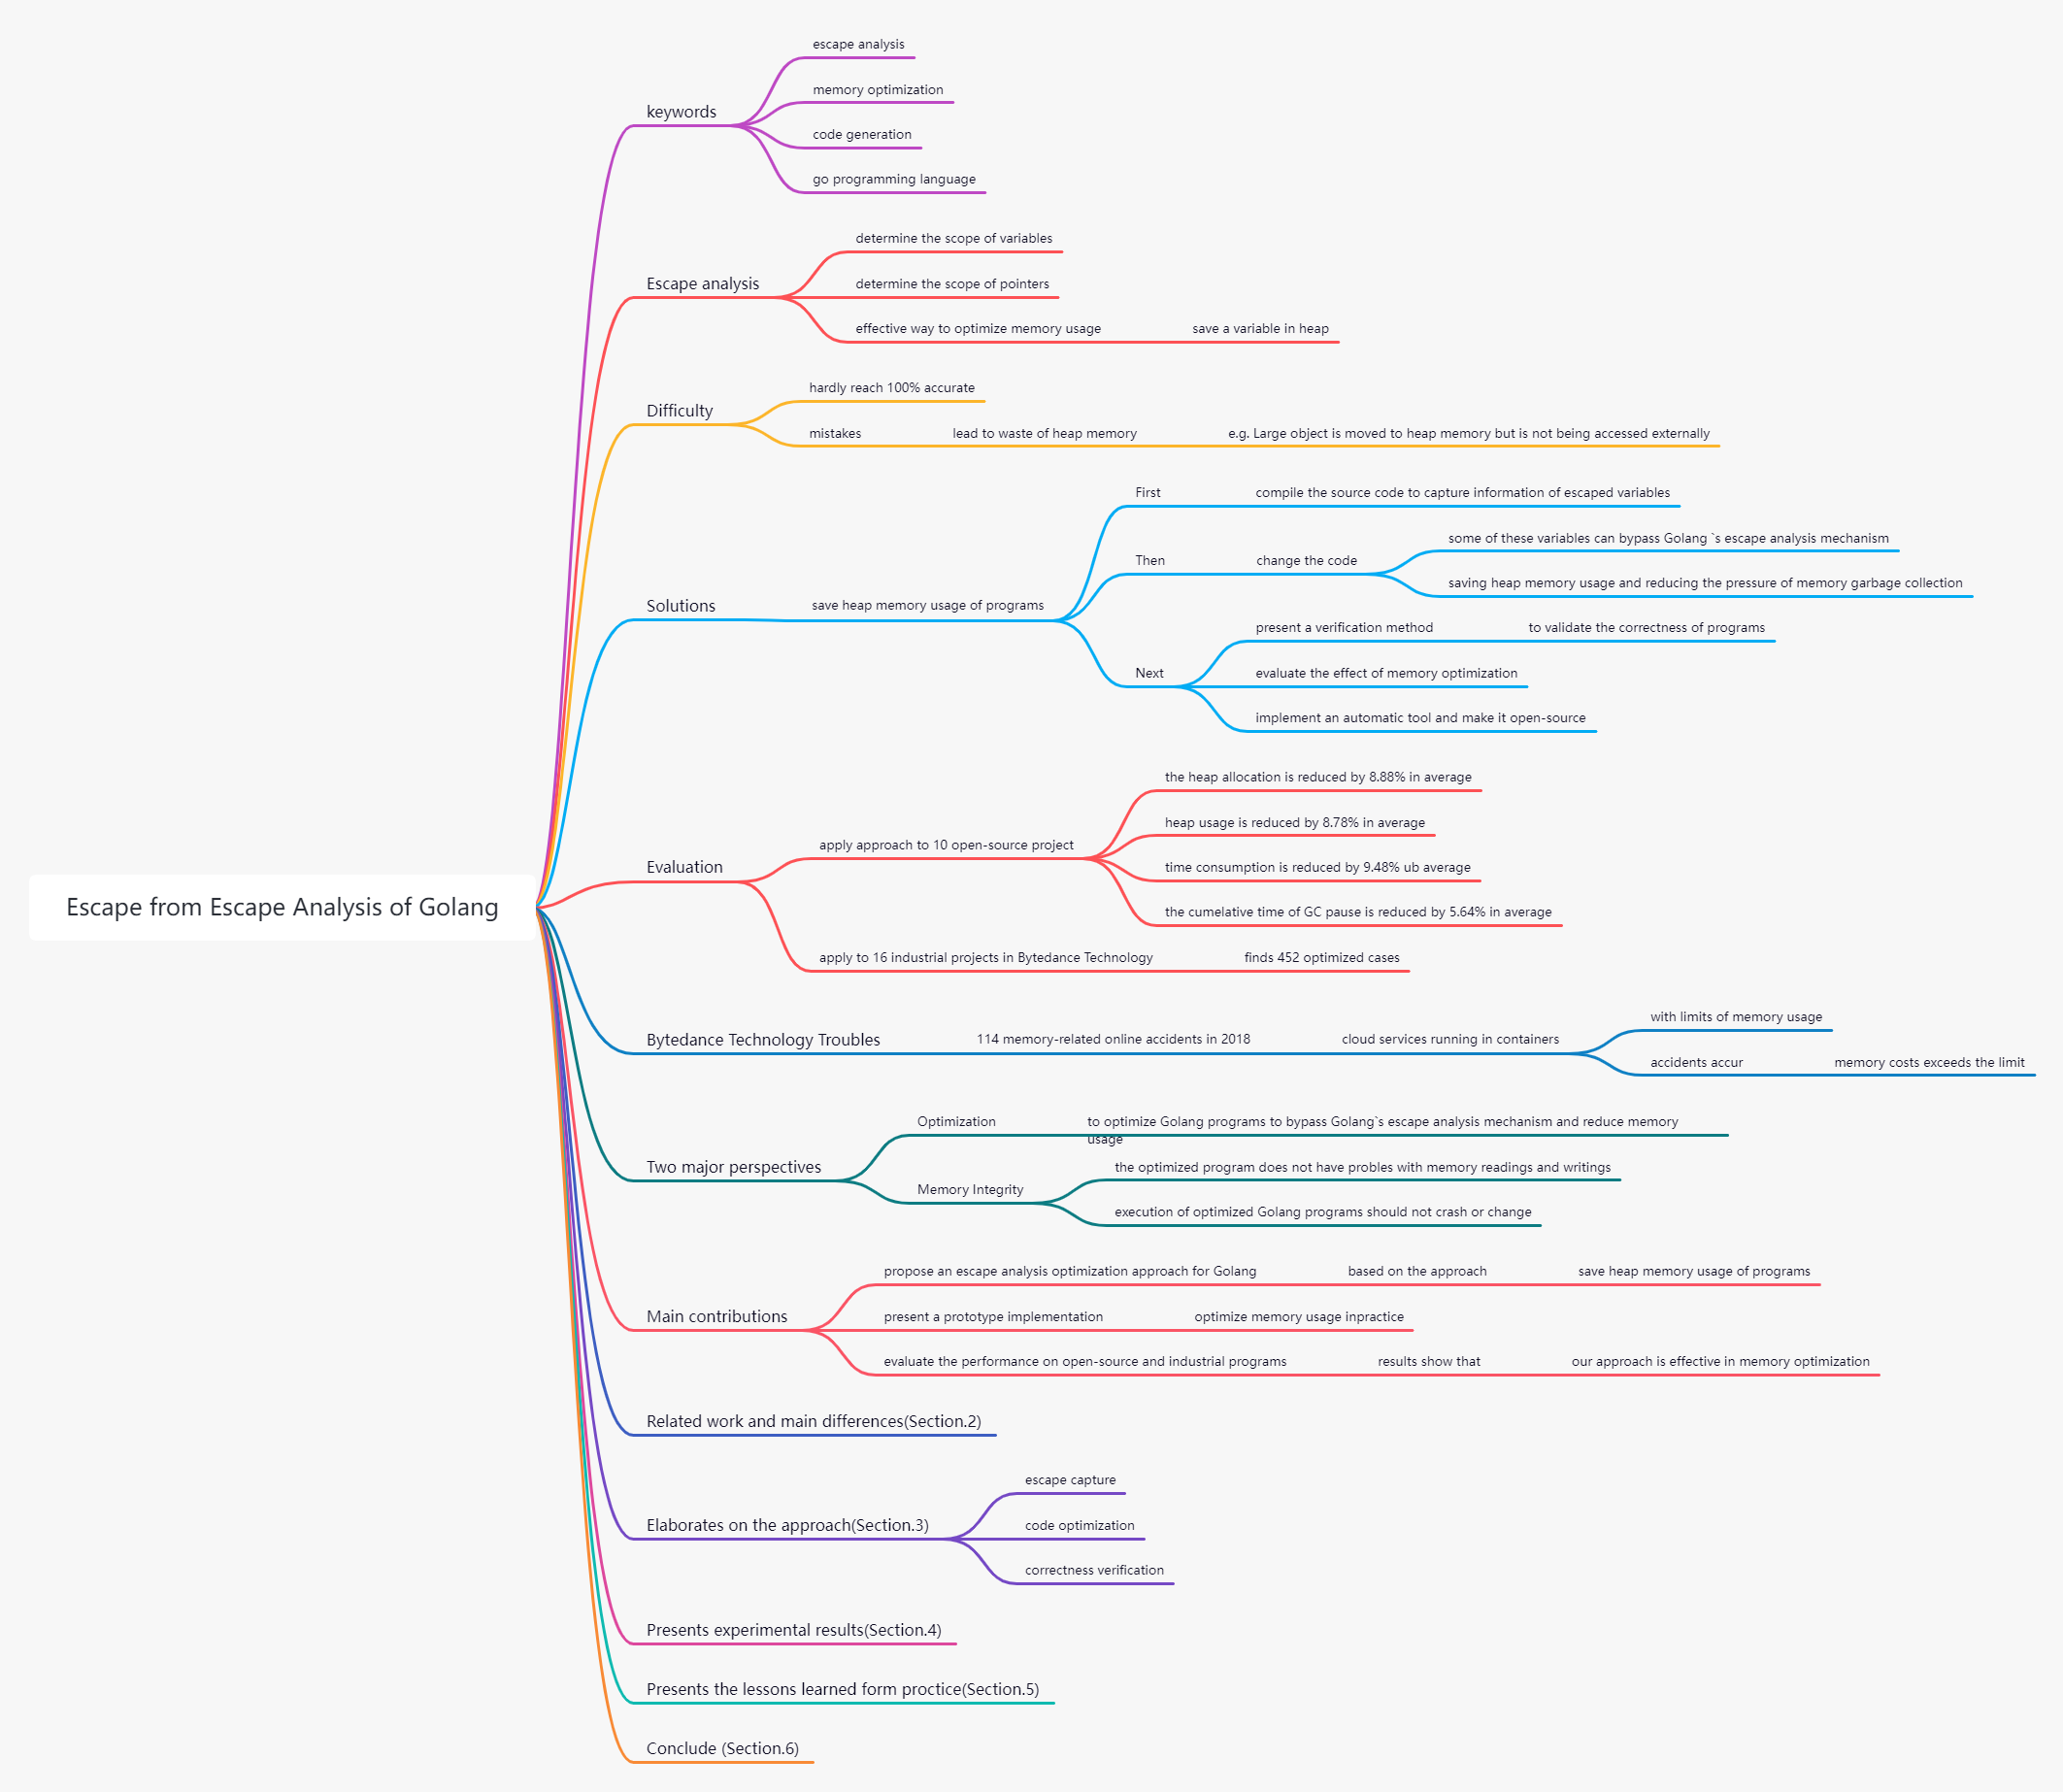 Escape from Escape Analysis of Golang
keywords
escape analysis
memory optimization
code generation
go programming language
Escape analysis
determine the scope of variables
determine the scope of pointers
effective way to optimize memory usage
save a variable in heap
Difficulty
hardly reach 100% accurate
mistakes
lead to waste of heap memory
e.g. Large object is moved to heap memory but is not being accessed externally
Solutions
save heap memory usage of programs
First
compile the source code to capture information of escaped variables
Then
change the code
some of these variables can bypass Golang `s escape analysis mechanism
saving heap memory usage and reducing the pressure of memory garbage collection
Next
present a verification method
to validate the correctness of programs
evaluate the effect of memory optimization
implement an automatic tool and make it open-source
Evaluation
apply approach to 10 open-source project
the heap allocation is reduced by 8.88% in average
heap usage is reduced by 8.78% in average
time consumption is reduced by 9.48% ub average
the cumelative time of GC pause is reduced by 5.64% in average
apply to 16 industrial projects in Bytedance Technology
finds 452 optimized cases
Bytedance Technology Troubles
114 memory-related online accidents in 2018
cloud services running in containers
with limits of memory usage
accidents accur
memory costs exceeds the limit
Two major perspectives
Optimization
to optimize Golang programs to bypass Golang`s escape analysis mechanism and reduce memory
usage
Memory Integrity
the optimized program does not have probles with memory readings and writings
execution of optimized Golang programs should not crash or change
Main contributions
propose an escape analysis optimization approach for Golang
based on the approach
save heap memory usage of programs
present a prototype implementation
optimize memory usage inpractice
evaluate the performance on open-source and industrial programs
results show that
our approach is effective in memory optimization
Related work and main differences(Section.2)
Elaborates on the approach(Section.3)
escape capture
code optimization
correctness verification
Presents experimental results(Section.4)
Presents the lessons learned form proctice(Section.5)
Conclude (Section.6)